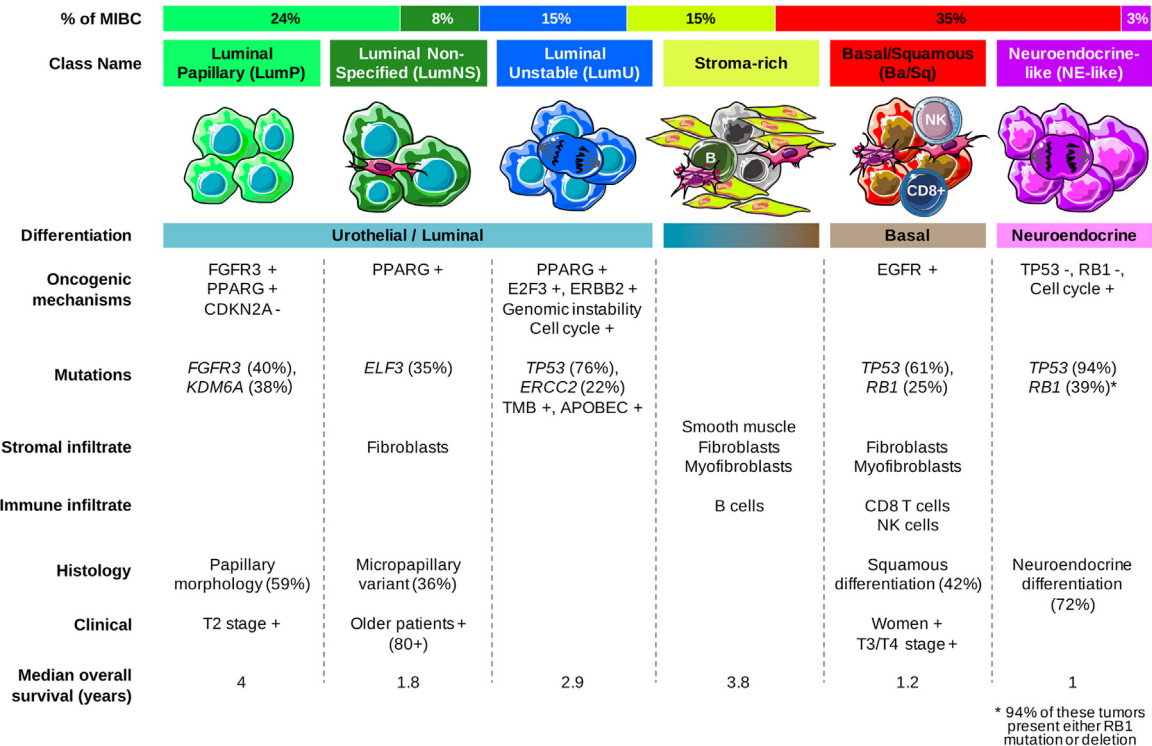 % of MIBC
24%
8%
15%
15%
35%
3%
Class Name
Luminal
Papillary (LumP)
Luminal Non-
Specified (LumNS)
Luminal
Unstable (LumU)
Stroma-rich
Basal/Squamous
(Ba/Sq)
Neuroendocrine-
like (NE-like)
B
NK
CD8+
Differentiation
Urothelial / Luminal
Basal
Neuroendocrine
Oncogenic
mechanisms
FGFR3 +
PPARG +
CDKN2A -
PPARG +
PPARG +
E2F3 +, ERBB2 +
Genomic instability
Cell cycle +
EGFR +
TP53 -, RB1 -,
Cell cycle +
Mutations
FGFR3 (40%),
KDM6A (38%)
ELF3 (35%)
TP53 (76%),
ERCC2 (22%)
TMB +, APOBEC +
TP53 (61%),
RB1 (25%)
TP53 (94%)
RB1 (39%)*
Stromal infiltrate
Fibroblasts
Smooth muscle
Fibroblasts
Myofibroblasts
Fibroblasts
Myofibroblasts
Immune infiltrate
B cells
CD8 T cells
NK cells
Histology
Papillary
morphology (59%)
Micropapillary
variant (36%)
Squamous
differentiation (42%)
Neuroendocrine
differentiation
(72%)
Clinical
T2 stage +
Older patients +
(80+)
Women +
T3/T4 stage +
Median overall
survival (years)
4
1.8
2.9
3.8
1.2
1
* 94% of these tumors
present either RB1
mutation or deletion